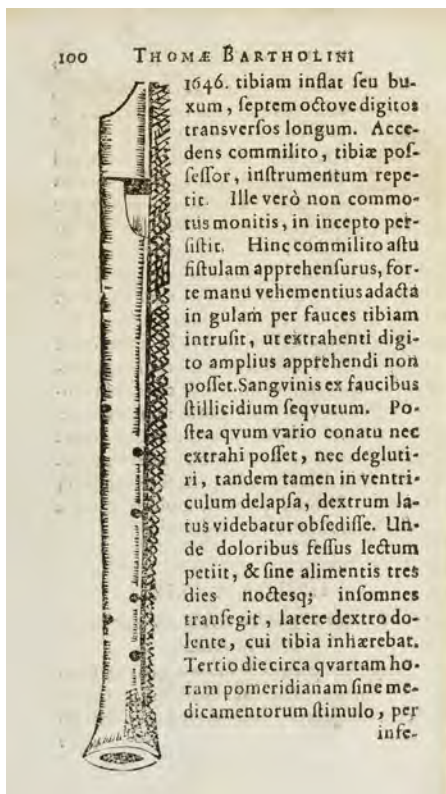 100 THOMÆ BARTHOLINI
1646. tibiam inflat ſeu bu-
xum, ſeptem octove digitos
transverſos longum. Acce-
dens commilito, tibiæ poſ-
ſeſſor, inſtrumentum repe-
tit. Ille verò non commo-
tus monitis, in incepto per-
ſiſtit. Hinc commilito aſtu
fiſtulam apprehenſurus, for-
te manu vehementius adactâ
in gulam per fauces tibiam
intruſit, ut extrahenti digi-
to amplius apprehendi non
poſſet. Sangvinis ex faucibus
ſtillicidium ſeqvutum. Po-
ſtea qvum vario conatu nec
extrahi poſſet, nec degluti-
ri, tandem tamen in ventri-
culum delapſa, dextrum la-
tus videbatur obſediſſe. Un-
de doloribus feſſus lectum
petiit, & ſine alimentis tres
dies noctesq; inſomnes
tranſegit, latere dextro do-
lente, cui tibia inhærebat.
Tertio die circa qvartam ho-
ram pomeridianam ſine me-
dicamentorum ſtimulo, per
inſe-